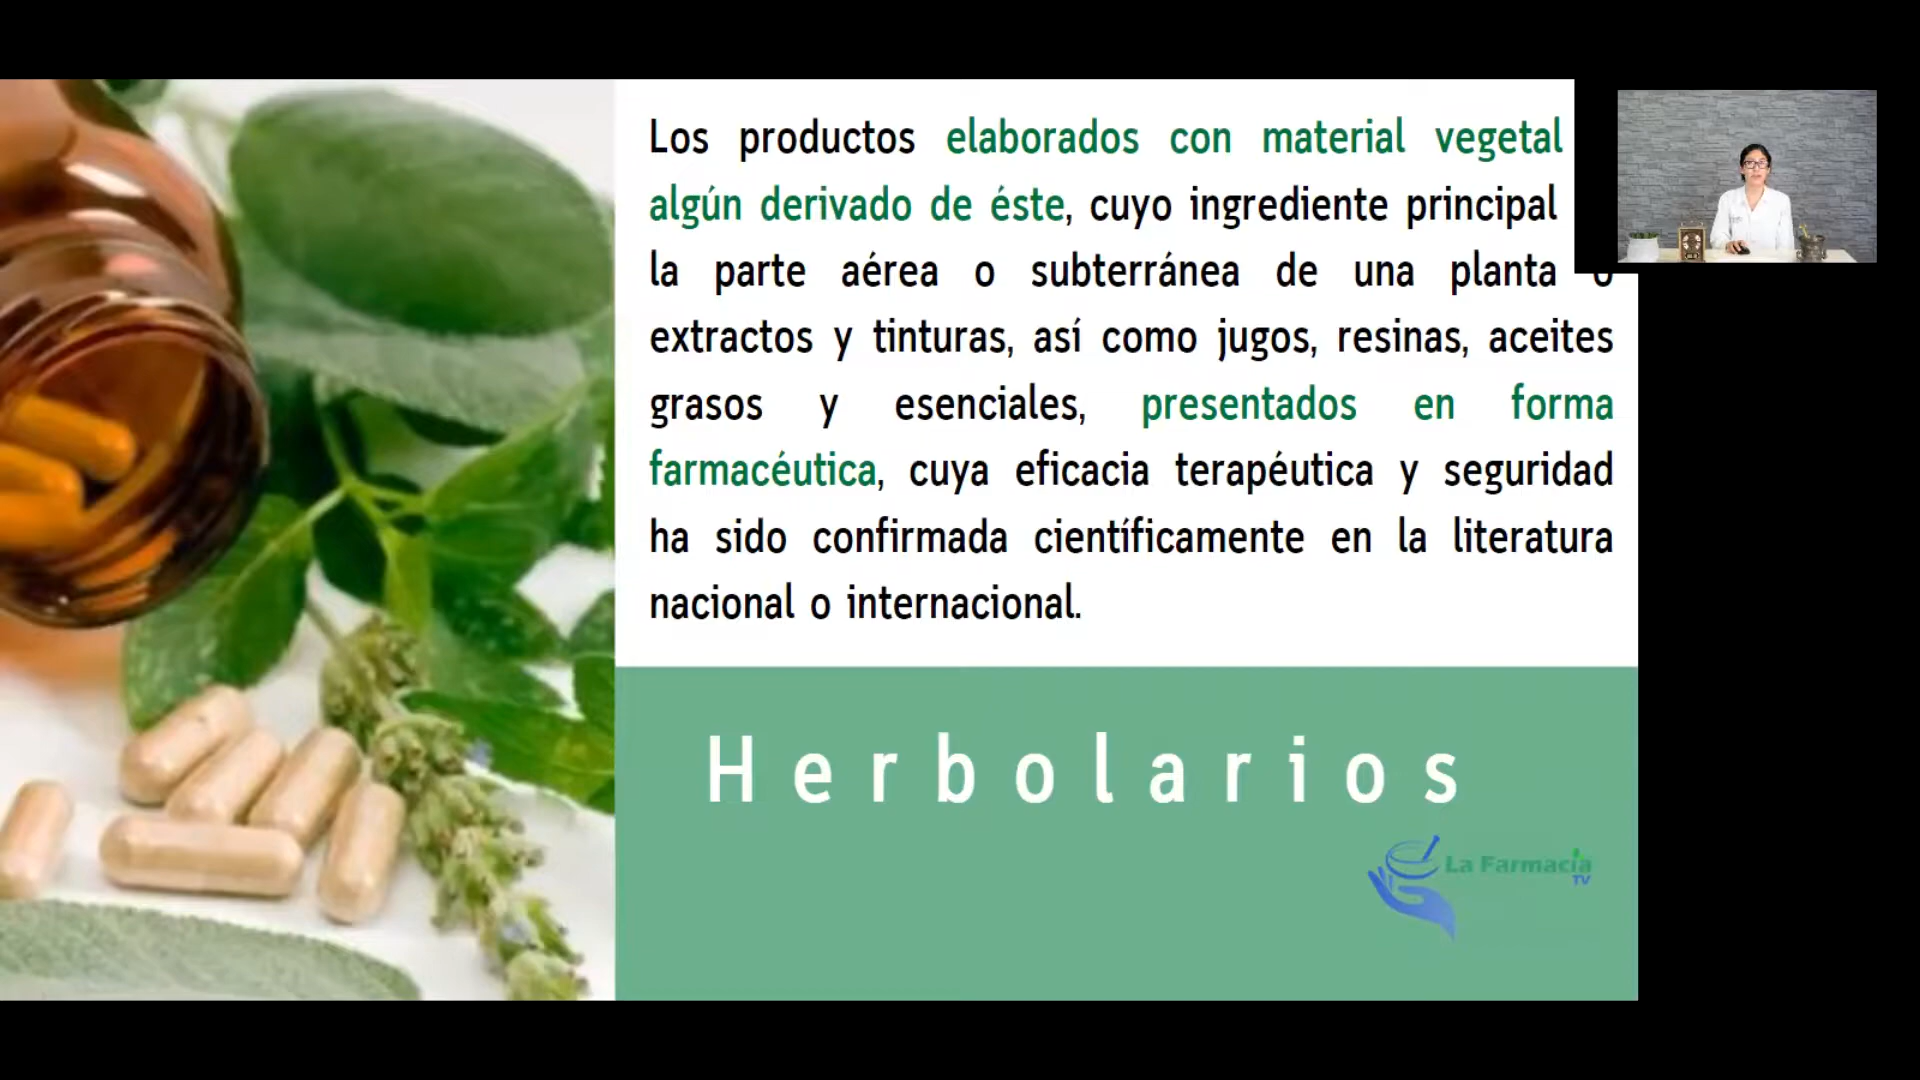 Los productos elaborados con material vegetal
algún derivado de éste, cuyo ingrediente principal
la parte aérea o subterránea de una planta o
extractos y tinturas, así como jugos, resinas, aceites
grasos y esenciales, presentados en forma
farmacéutica, cuya eficacia terapéutica y seguridad
ha sido confirmada científicamente en la literatura
nacional o internacional.
Herbolarios
La Farmacia
TV